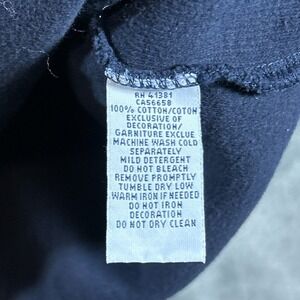 RN 41381
CA56658
100% COTTON/COTON
EXCLUSIVE OF
DECORATION/
GARNITURE EXCLUE
MACHINE WASH COLD
SEPARATELY
MILD DETERGENT
DO NOT BLEACH
REMOVE PROMPTLY
TUMBLE DRY LOW
WARM IRON IF NEEDED
DO NOT IRON
DECORATION
DO NOT DRY CLEAN